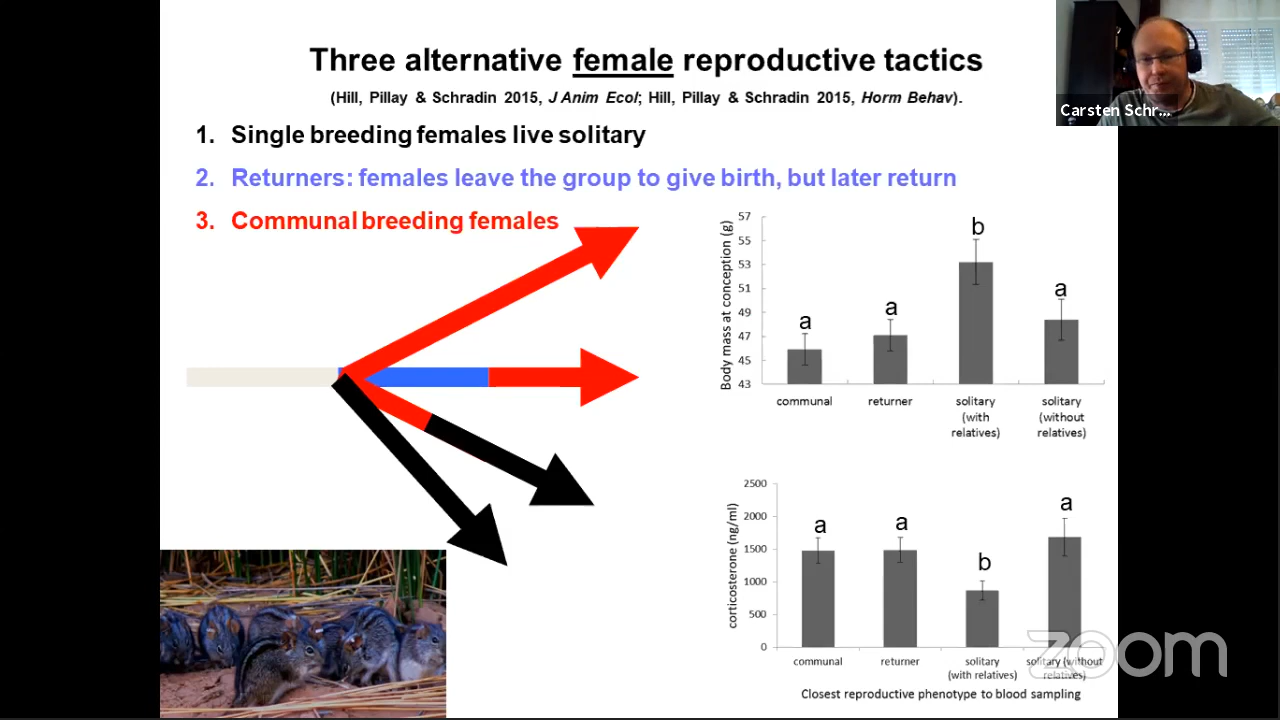 Three alternative female reproductive tactics
(Hill, Pillay & Schradin 2015, J Anim Ecol; Hill, Pillay & Schradin 2015, Horm Behav).
Carsten Schr...
1. Single breeding females live solitary
2. Returners: females leave the group to give birth, but later return
3. Communal breeding females
Body mass at conception (g)
57
55
53
51
49
47
45
43
a
a
b
a
communal
returner
solitary
(with
relatives)
solitary
(without
relatives)
corticosterone (ng/ml)
2500
2000
1500
1000
500
0
a
a
b
a
communal
returner
solitary
(with relatives)
solitary (without
relatives)
Closest reproductive phenotype to blood sampling
zoom